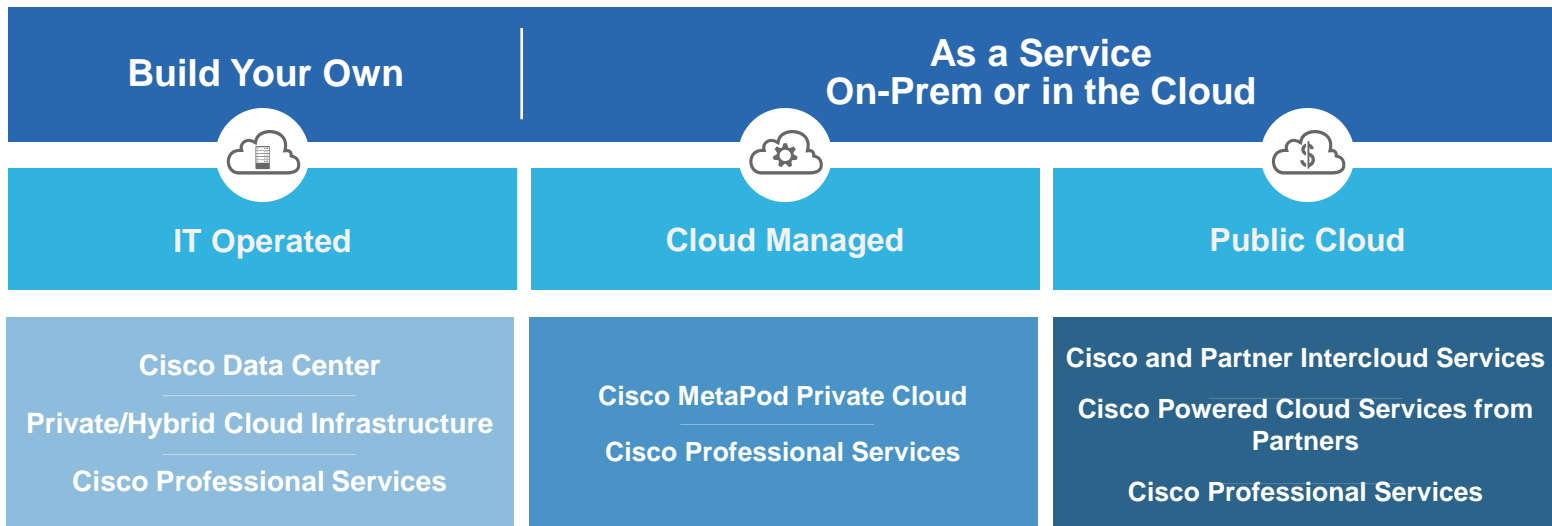 Build Your Own
As a Service
On-Prem or in the Cloud
IT Operated
Cloud Managed
Public Cloud
Cisco Data Center
Private/Hybrid Cloud Infrastructure
Cisco Professional Services
Cisco MetaPod Private Cloud
Cisco Professional Services
Cisco and Partner Intercloud Services
Cisco Powered Cloud Services from
Partners
Cisco Professional Services